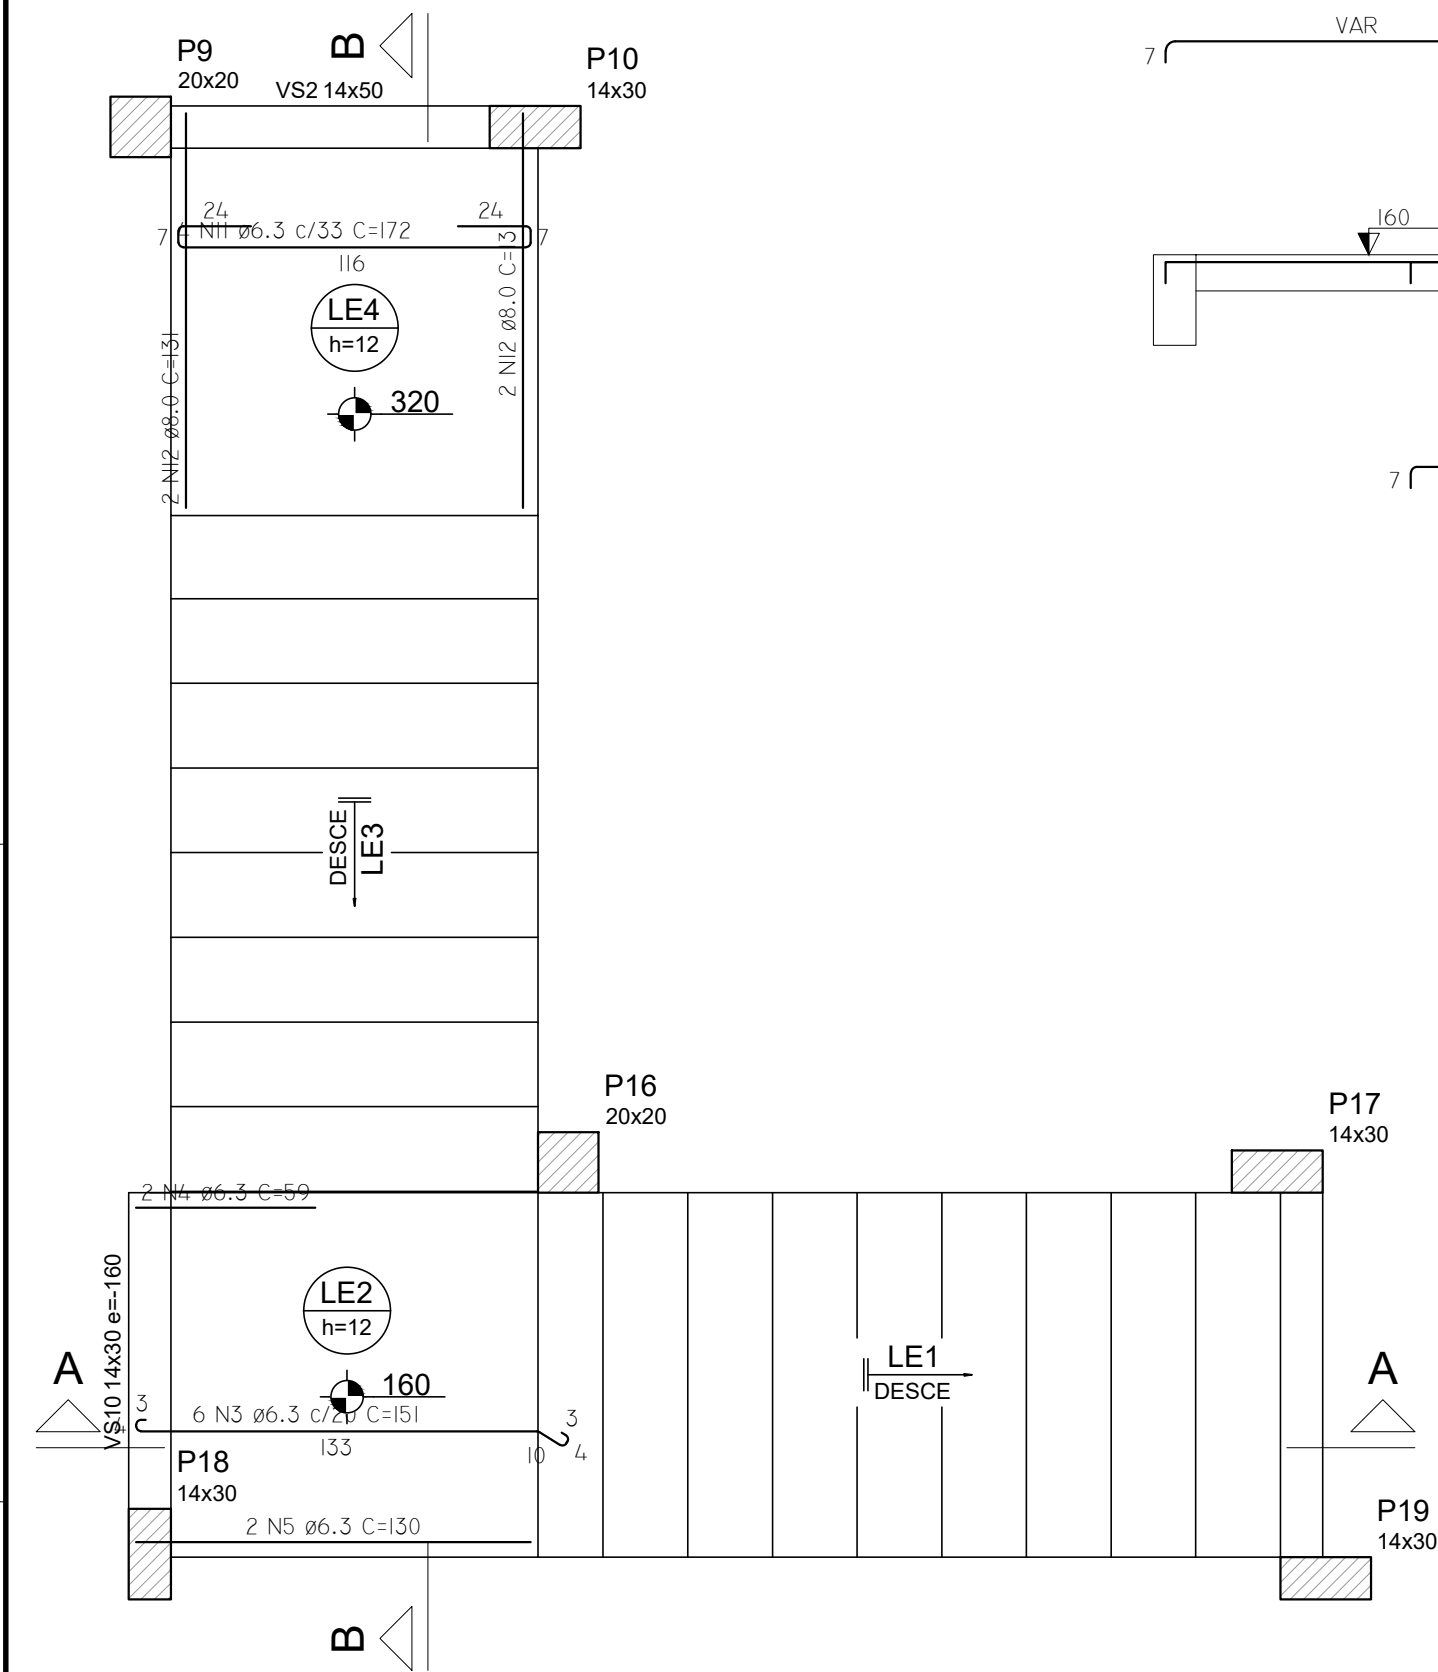 P9
20x20
B
VS2 14x50
P10
14x30
VAR
7
160
24
24
7
N11 ø6.3 c/33 C=172
7
116
2 N12 ø8.0 C=131
2 N12 ø8.0 C=13
LE4
h=12
320
7
DESCE
LE3
P16
20x20
P17
14x30
2 N4 ø6.3 C=59
VS10 14x30 e=-160
LE2
h=12
160
A
LE1
DESCE
A
3
4
6 N3 ø6.3 c/20 C=151
133
3
10
4
P18
14x30
P19
14x30
2 N5 ø6.3 C=130
B